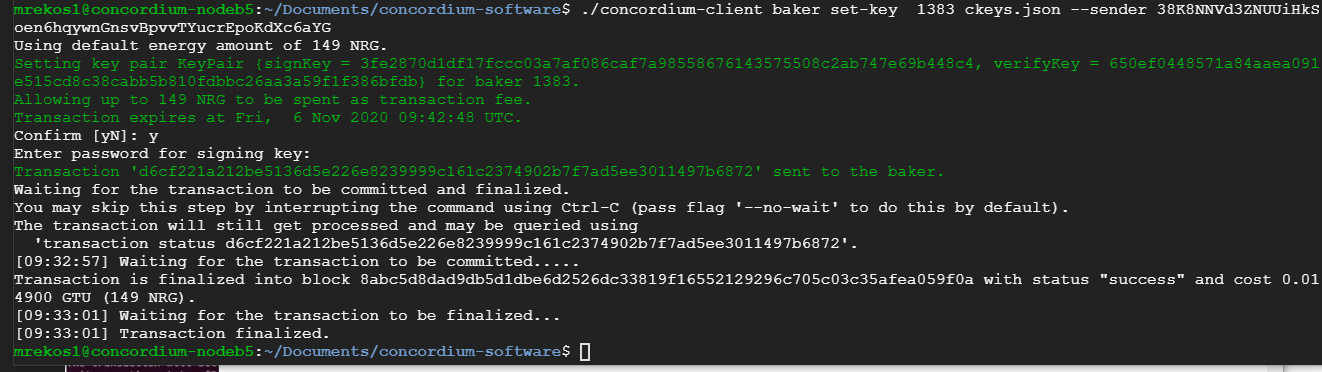 mrekos1@concordium-nodeb5:~/Documents/concordium-software$ ./concordium-client baker set-key  1383 ckeys.json --sender 38K8NNVd3ZNUUiHkS
oen6hqywnGnsvBpvvTYucrEpoKdXc6aYG
Using default energy amount of 149 NRG.
Setting key pair KeyPair {signKey = 3fe2870d1df17fccc03a7af086caf7a98558676143575508c2ab747e69b448c4, verifyKey = 650ef0448571a84aaea091
e515cd8c38cabb5b810fdbbc26aa3a59f1f386bfdb} for baker 1383.
Allowing up to 149 NRG to be spent as transaction fee.
Transaction expires at Fri,  6 Nov 2020 09:42:48 UTC.
Confirm [yN]: y
Enter password for signing key:
Transaction 'd6cf221a212be5136d5e226e8239999c161c2374902b7f7ad5ee3011497b6872' sent to the baker.
Waiting for the transaction to be committed and finalized.
You may skip this step by interrupting the command using Ctrl-C (pass flag '--no-wait' to do this by default).
The transaction will still get processed and may be queried using
  'transaction status d6cf221a212be5136d5e226e8239999c161c2374902b7f7ad5ee3011497b6872'.
[09:32:57] Waiting for the transaction to be committed.....
Transaction is finalized into block 8abc5d8dad9db5d1dbe6d2526dc33819f16552129296c705c03c35afea059f0a with status "success" and cost 0.01
4900 GTU (149 NRG).
[09:33:01] Waiting for the transaction to be finalized...
[09:33:01] Transaction finalized.
mrekos1@concordium-nodeb5:~/Documents/concordium-software$